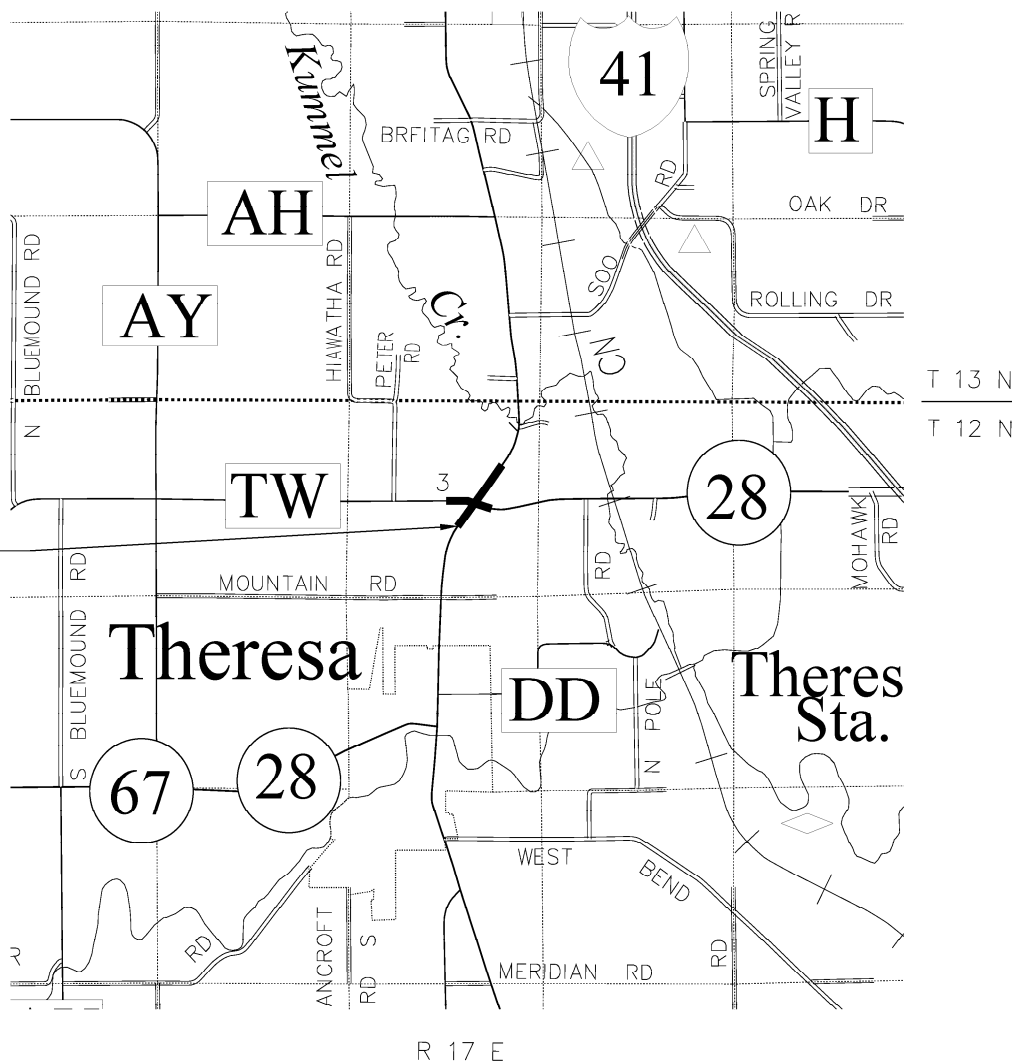 Kummel
41
SPRING
VALLEY R
H
BRFITAG RD
RD
AH
OAK DR
N BLUEMOUND RD
HIAWATHA RD
SOO
AY
Cr.
ROLLING DR
PETER
RD
CN
T 13 N
T 12 N
3
TW
28
MOHAWK
RD
RD
MOUNTAIN RD
S BLUEMOUND RD
Theresa
Theres
Sta.
DD
N POLE
67
28
WEST
BEND
RD
RD
ANCROFT
RD S
MERIDIAN RD
R 17 E